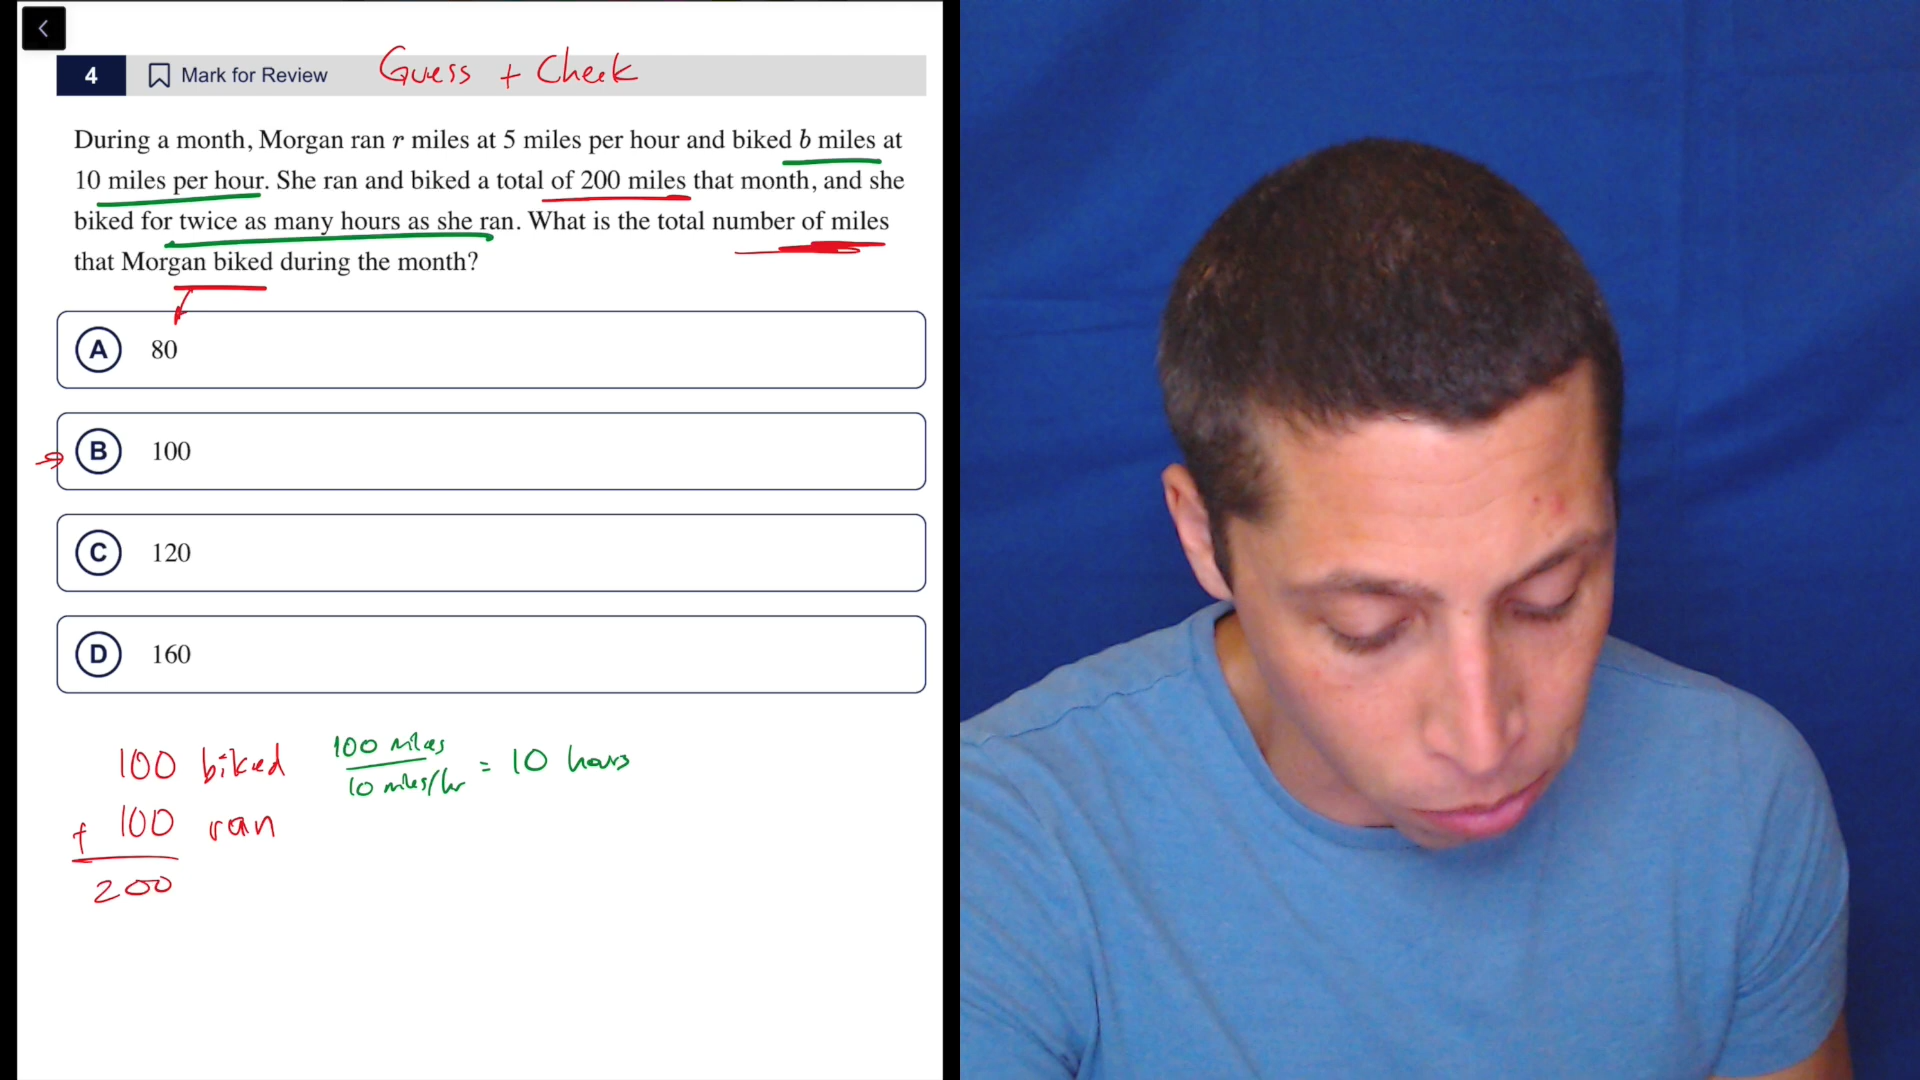 4 Mark for Review Guess + Check
During a month, Morgan ran r miles at 5 miles per hour and biked b miles at
10 miles per hour. She ran and biked a total of 200 miles that month, and she
biked for twice as many hours as she ran. What is the total number of miles
that Morgan biked during the month?
A 80
B 100
C 120
D 160
100 biked
+ 100 ran
200
100 miles
10 miles/hr
= 10 hours